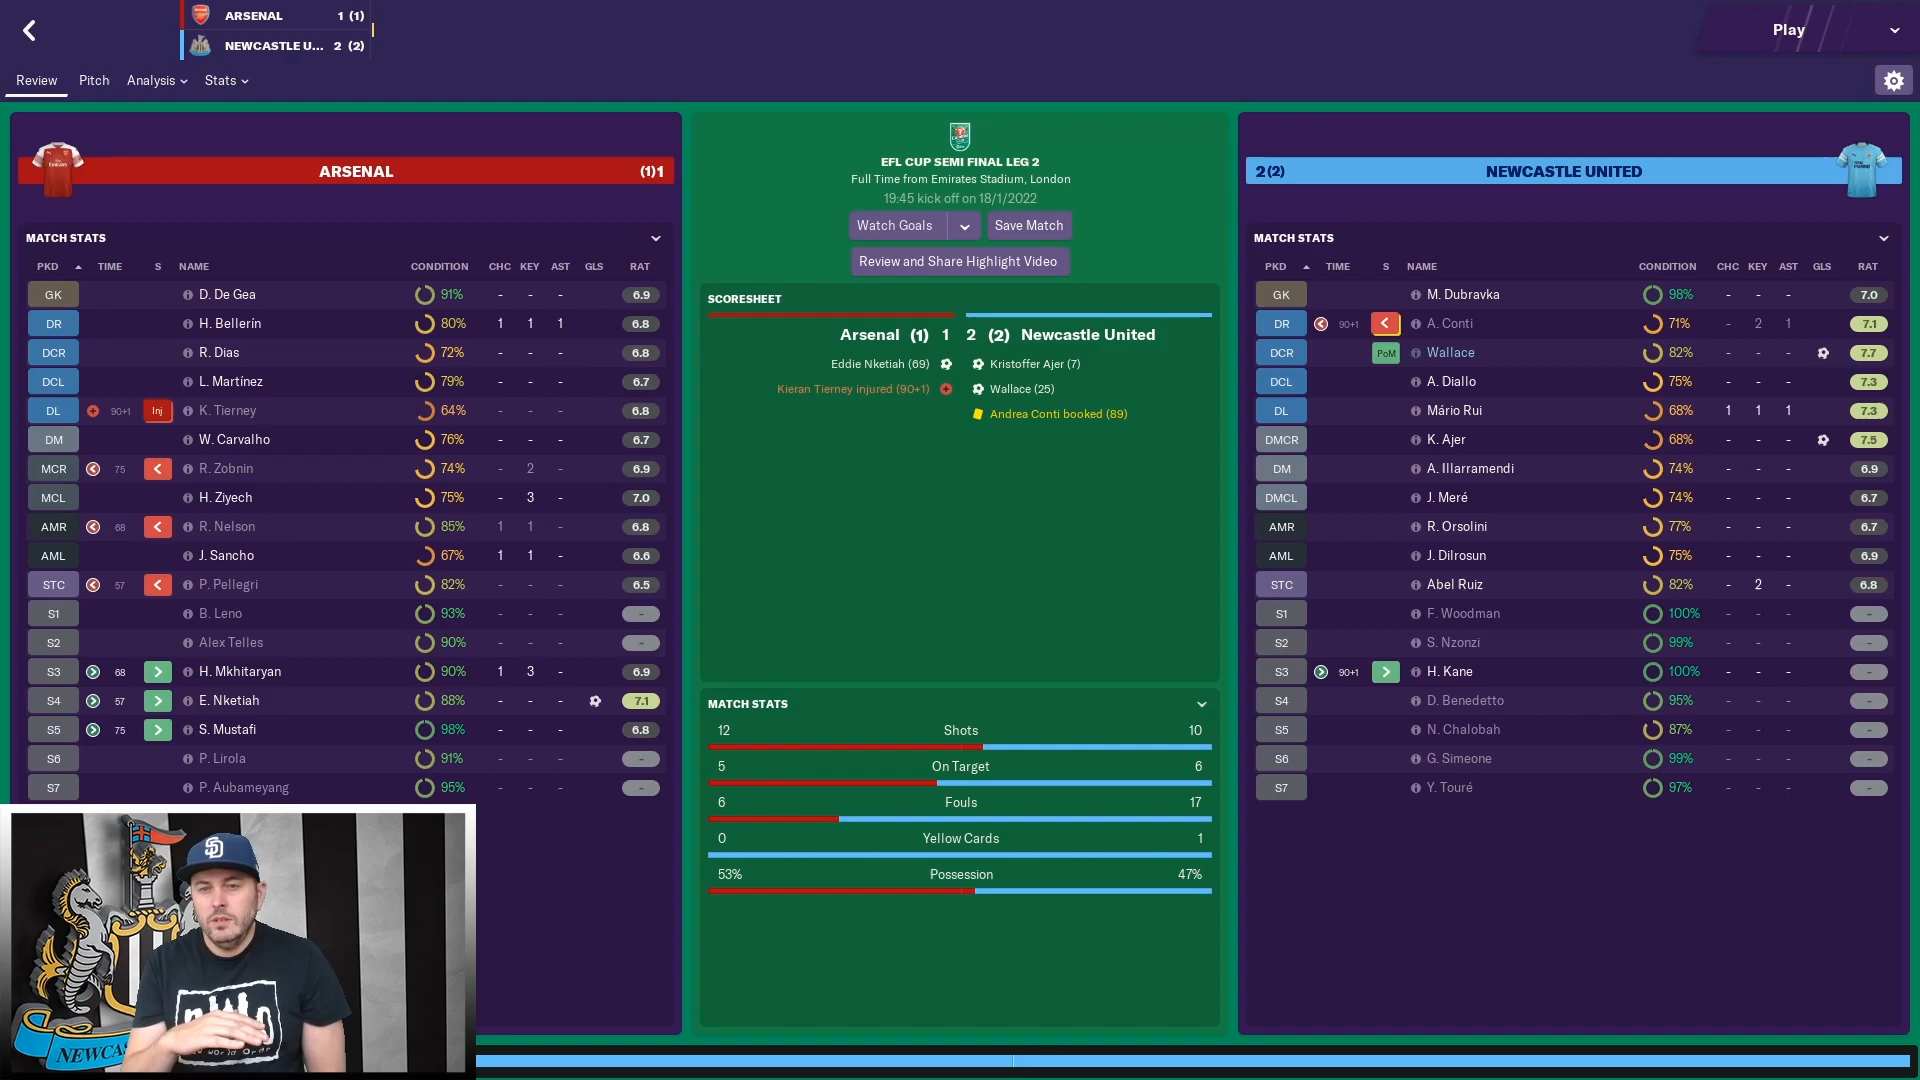 ARSENAL 1 (1)
NEWCASTLE U... 2 (2)
Play
Review Pitch Analysis Stats
ARSENAL (1)1
MATCH STATS
PKD TIME S NAME CONDITION CHC KEY AST GLS RAT
GK D. De Gea 91% - - - 6.9
DR H. Bellerín 80% 1 1 1 6.8
DCR R. Dias 72% - - - 6.8
DCL L. Martínez 79% - - - 6.7
DL 90+1 Inj K. Tierney 64% - - - 6.8
DM W. Carvalho 76% - - - 6.7
MCR 75 R. Zobnin 74% - 2 - 6.9
MCL H. Ziyech 75% - 3 - 7.0
AMR 68 R. Nelson 85% 1 1 - 6.8
AML J. Sancho 67% 1 1 - 6.6
STC 57 P. Pellegri 82% - - - 6.5
S1 B. Leno 93% - - - -
S2 Alex Telles 90% - - - -
S3 68 H. Mkhitaryan 90% 1 3 - 6.9
S4 57 E. Nketiah 88% - - - 7.1
S5 75 S. Mustafi 98% - - - 6.8
S6 P. Lirola 91% - - - -
S7 P. Aubameyang 95% - - - -
EFL CUP SEMI FINAL LEG 2
Full Time from Emirates Stadium, London
19:45 kick off on 18/1/2022
Watch Goals Save Match
Review and Share Highlight Video
SCORESHEET
Arsenal (1) 1 2 (2) Newcastle United
Eddie Nketiah (69) Kristoffer Ajer (7)
Kieran Tierney injured (90+1) Wallace (25)
Andrea Conti booked (89)
MATCH STATS
12 Shots 10
5 On Target 6
6 Fouls 17
0 Yellow Cards 1
53% Possession 47%
2(2) NEWCASTLE UNITED
MATCH STATS
PKD TIME S NAME CONDITION CHC KEY AST GLS RAT
GK M. Dubravka 98% - - - 7.0
DR 90+1 A. Conti 71% - 2 1 7.1
DCR PoM Wallace 82% - - - 7.7
DCL A. Diallo 75% - - - 7.3
DL Mário Rui 68% 1 1 1 7.3
DMCR K. Ajer 68% - - - 7.5
DM A. Illarramendi 74% - - - 6.9
DMCL J. Meré 74% - - - 6.7
AMR R. Orsolini 77% - - - 6.7
AML J. Dilrosun 75% - - - 6.9
STC Abel Ruiz 82% - 2 - 6.8
S1 F. Woodman 100% - - - -
S2 S. Nzonzi 99% - - - -
S3 90+1 H. Kane 100% - - - -
S4 D. Benedetto 95% - - - -
S5 N. Chalobah 87% - - - -
S6 G. Simeone 99% - - - -
S7 Y. Touré 97% - - - -
SD
nWo
New World Order
NEWCAS